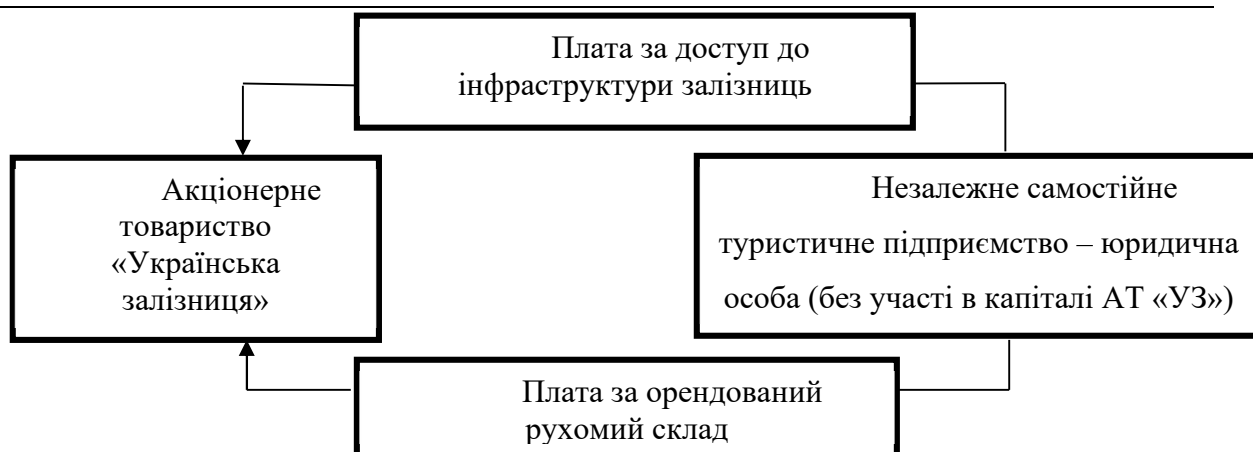 Плата за доступ до
інфраструктури залізниць
Акціонерне
товариство
«Українська
залізниця»
Незалежне самостійне
туристичне підприємство – юридична
особа (без участі в капіталі АТ «УЗ»)
Плата за орендований
рухомий склад